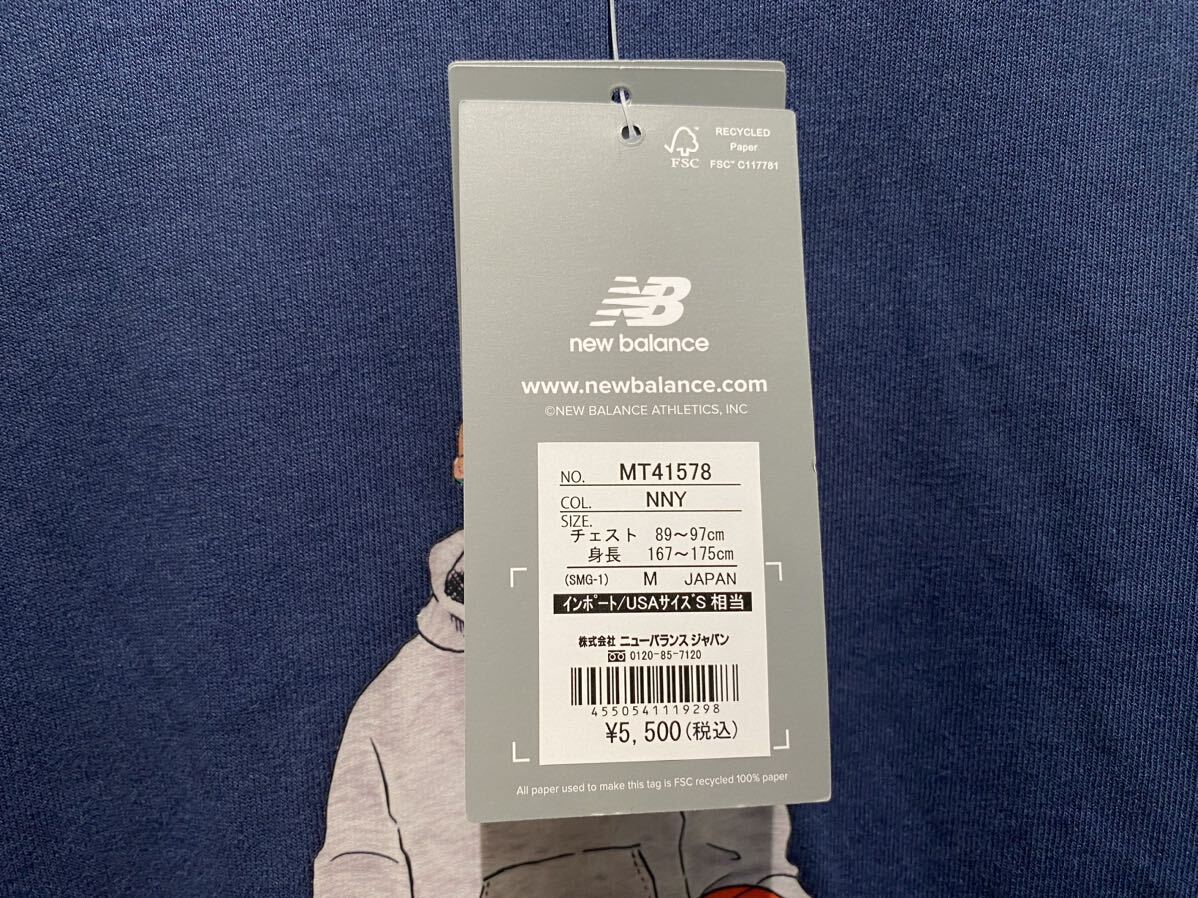 RECYCLED
Paper
FSC™ C117781
FSC
NB
new balance
www.newbalance.com
©NEW BALANCE ATHLETICS, INC
NO. MT41578
COL. NNY
SIZE.
チェスト 89～97cm
身長 167～175cm
(SMG-1) M JAPAN
インポート/USAサイズS 相当
株式会社 ニューバランス ジャパン
0120-85-7120
4550541119298
¥5,500(税込)
All paper used to make this tag is FSC recycled 100% paper